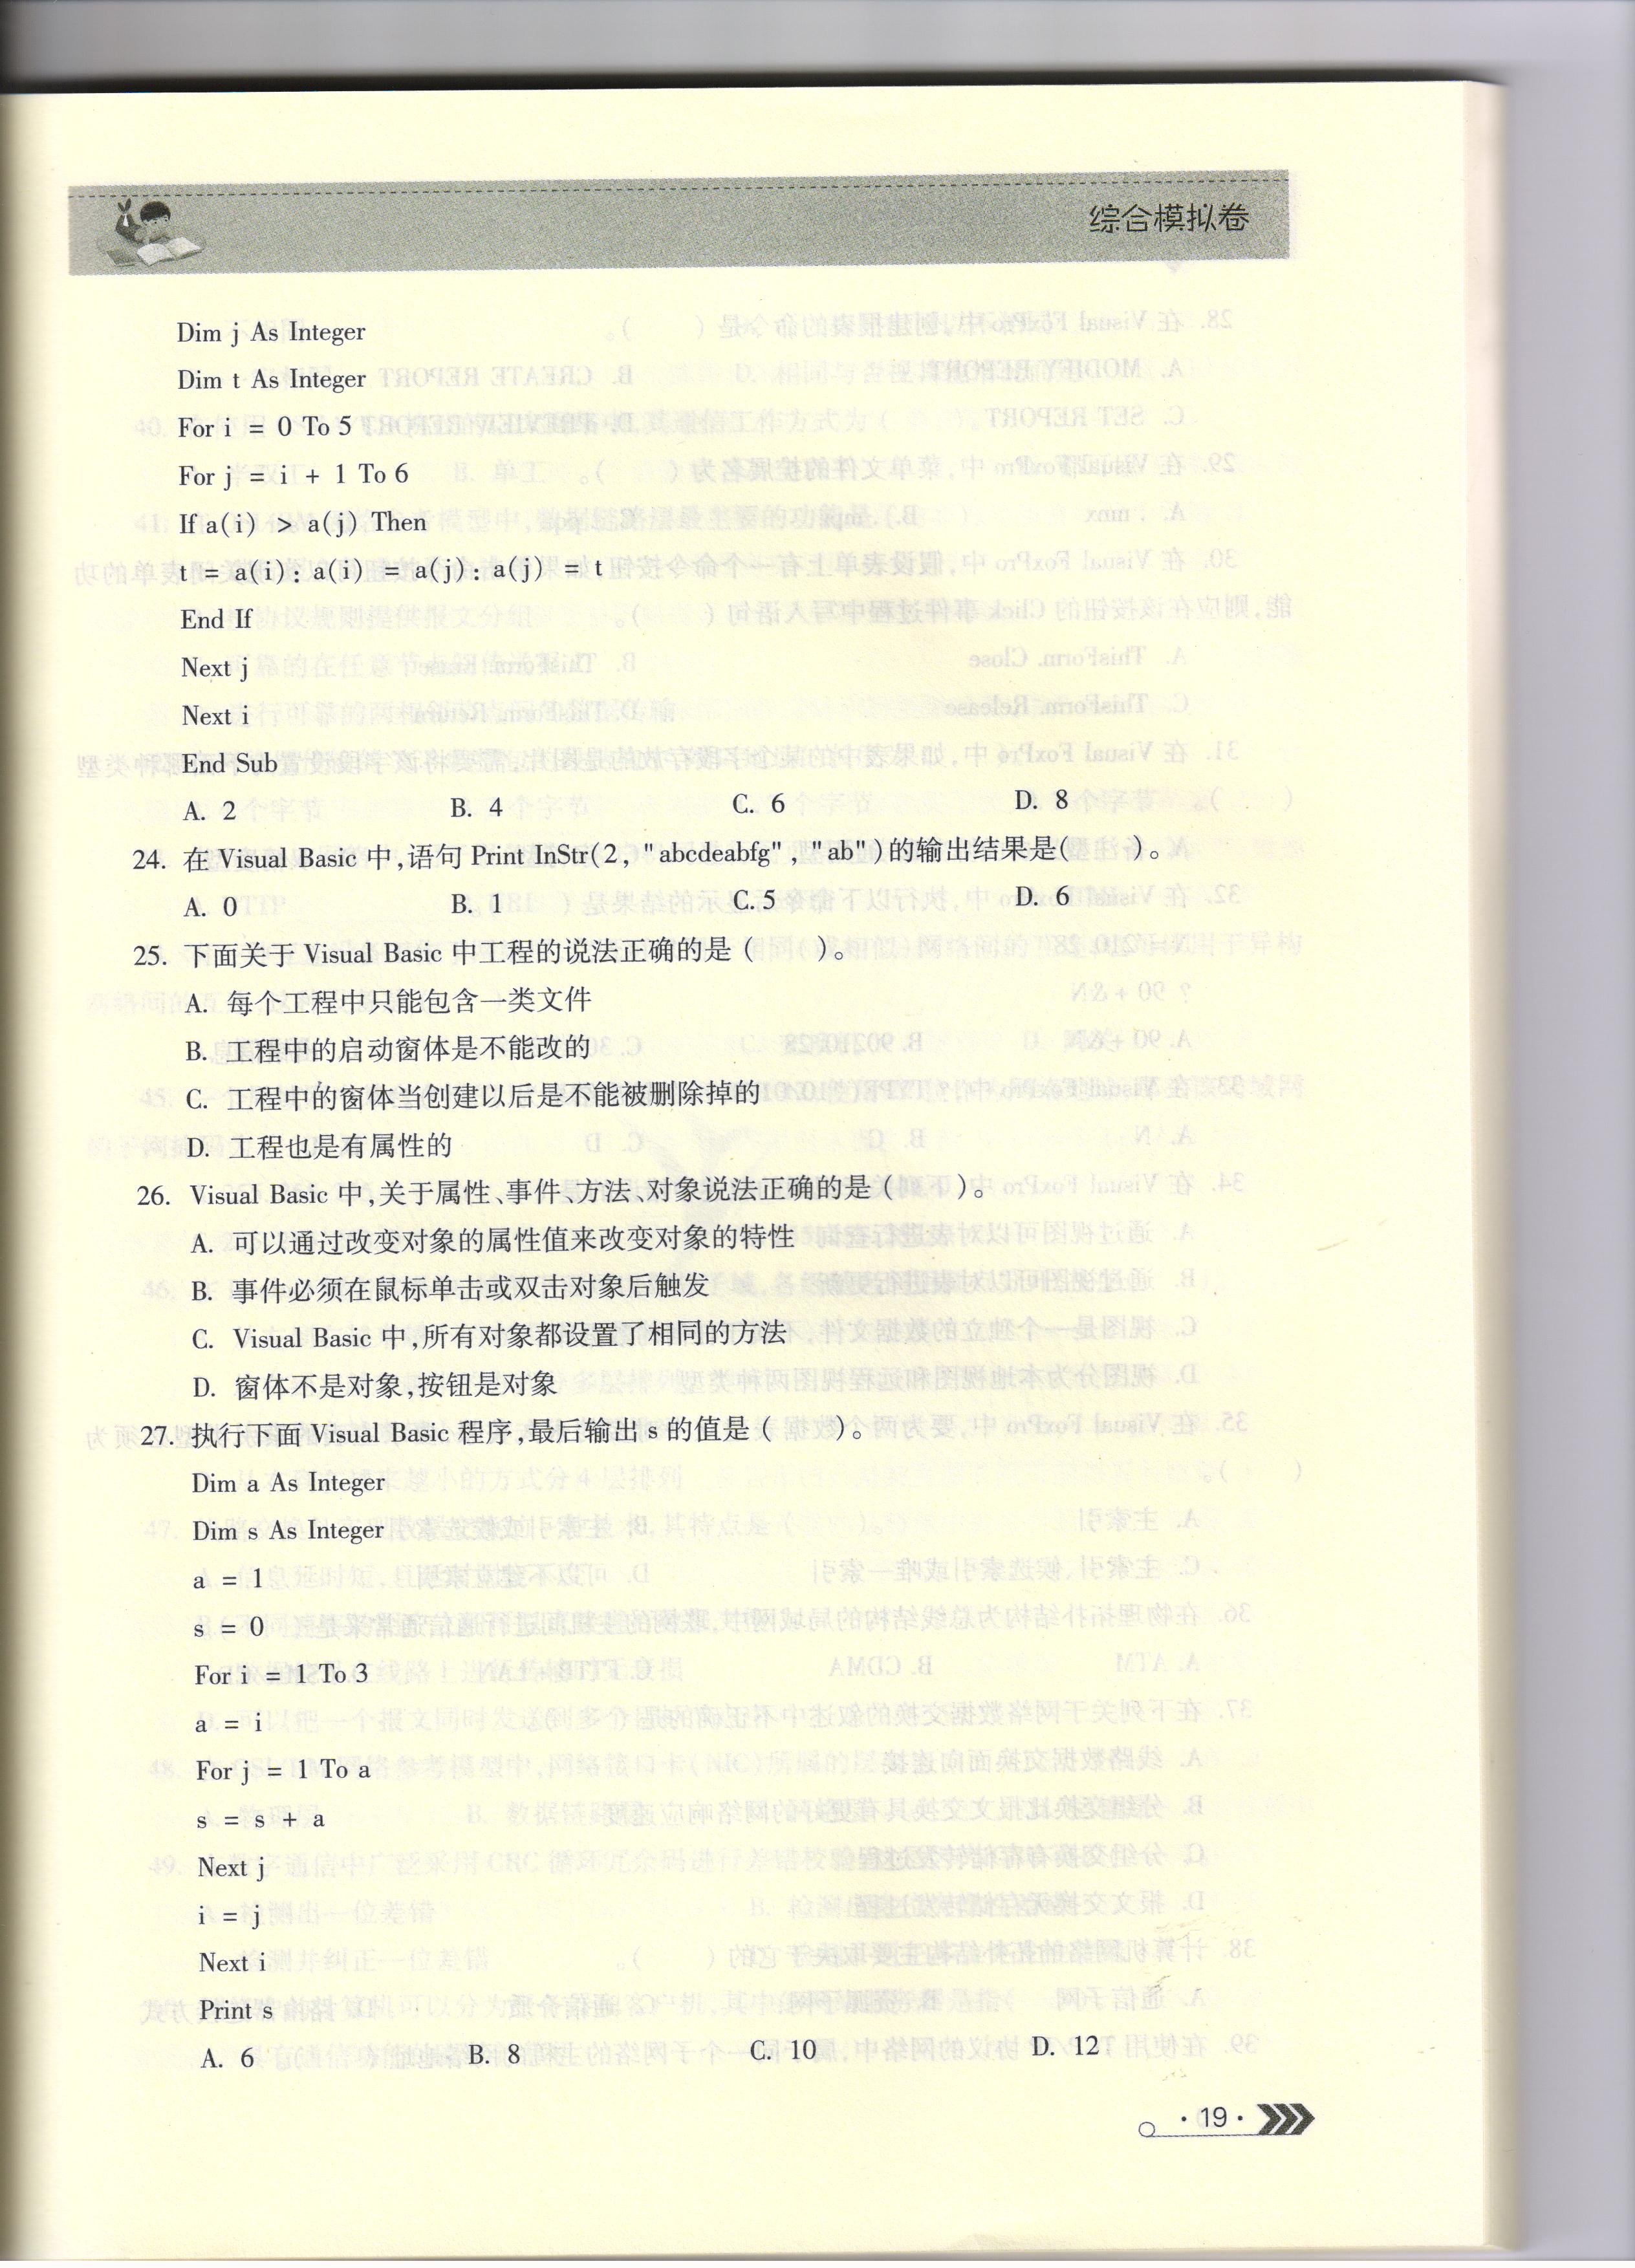 综合模拟卷
Dim j As Integer
Dim t As Integer
For i = 0 To 5
For j = i + 1 To 6
If a(i) > a(j) Then
t = a(i): a(i) = a(j): a(j) = t
End If
Next j
Next i
End Sub
A. 2 B. 4 C. 6 D. 8
24. 在 Visual Basic 中,语句 Print InStr(2, "abcdeabfg", "ab")的输出结果是( )。
A. 0 B. 1 C. 5 D. 6
25. 下面关于 Visual Basic 中工程的说法正确的是( )。
A. 每个工程中只能包含一类文件
B. 工程中的启动窗体是不能改的
C. 工程中的窗体当创建以后是不能被删除掉的
D. 工程也是有属性的
26. Visual Basic 中,关于属性、事件、方法、对象说法正确的是( )。
A. 可以通过改变对象的属性值来改变对象的特性
B. 事件必须在鼠标单击或双击对象后触发
C. Visual Basic 中,所有对象都设置了相同的方法
D. 窗体不是对象,按钮是对象
27. 执行下面 Visual Basic 程序,最后输出 s 的值是( )。
Dim a As Integer
Dim s As Integer
a = 1
s = 0
For i = 1 To 3
a = i
For j = 1 To a
s = s + a
Next j
i = j
Next i
Print s
A. 6 B. 8 C. 10 D. 12
· 19 ·